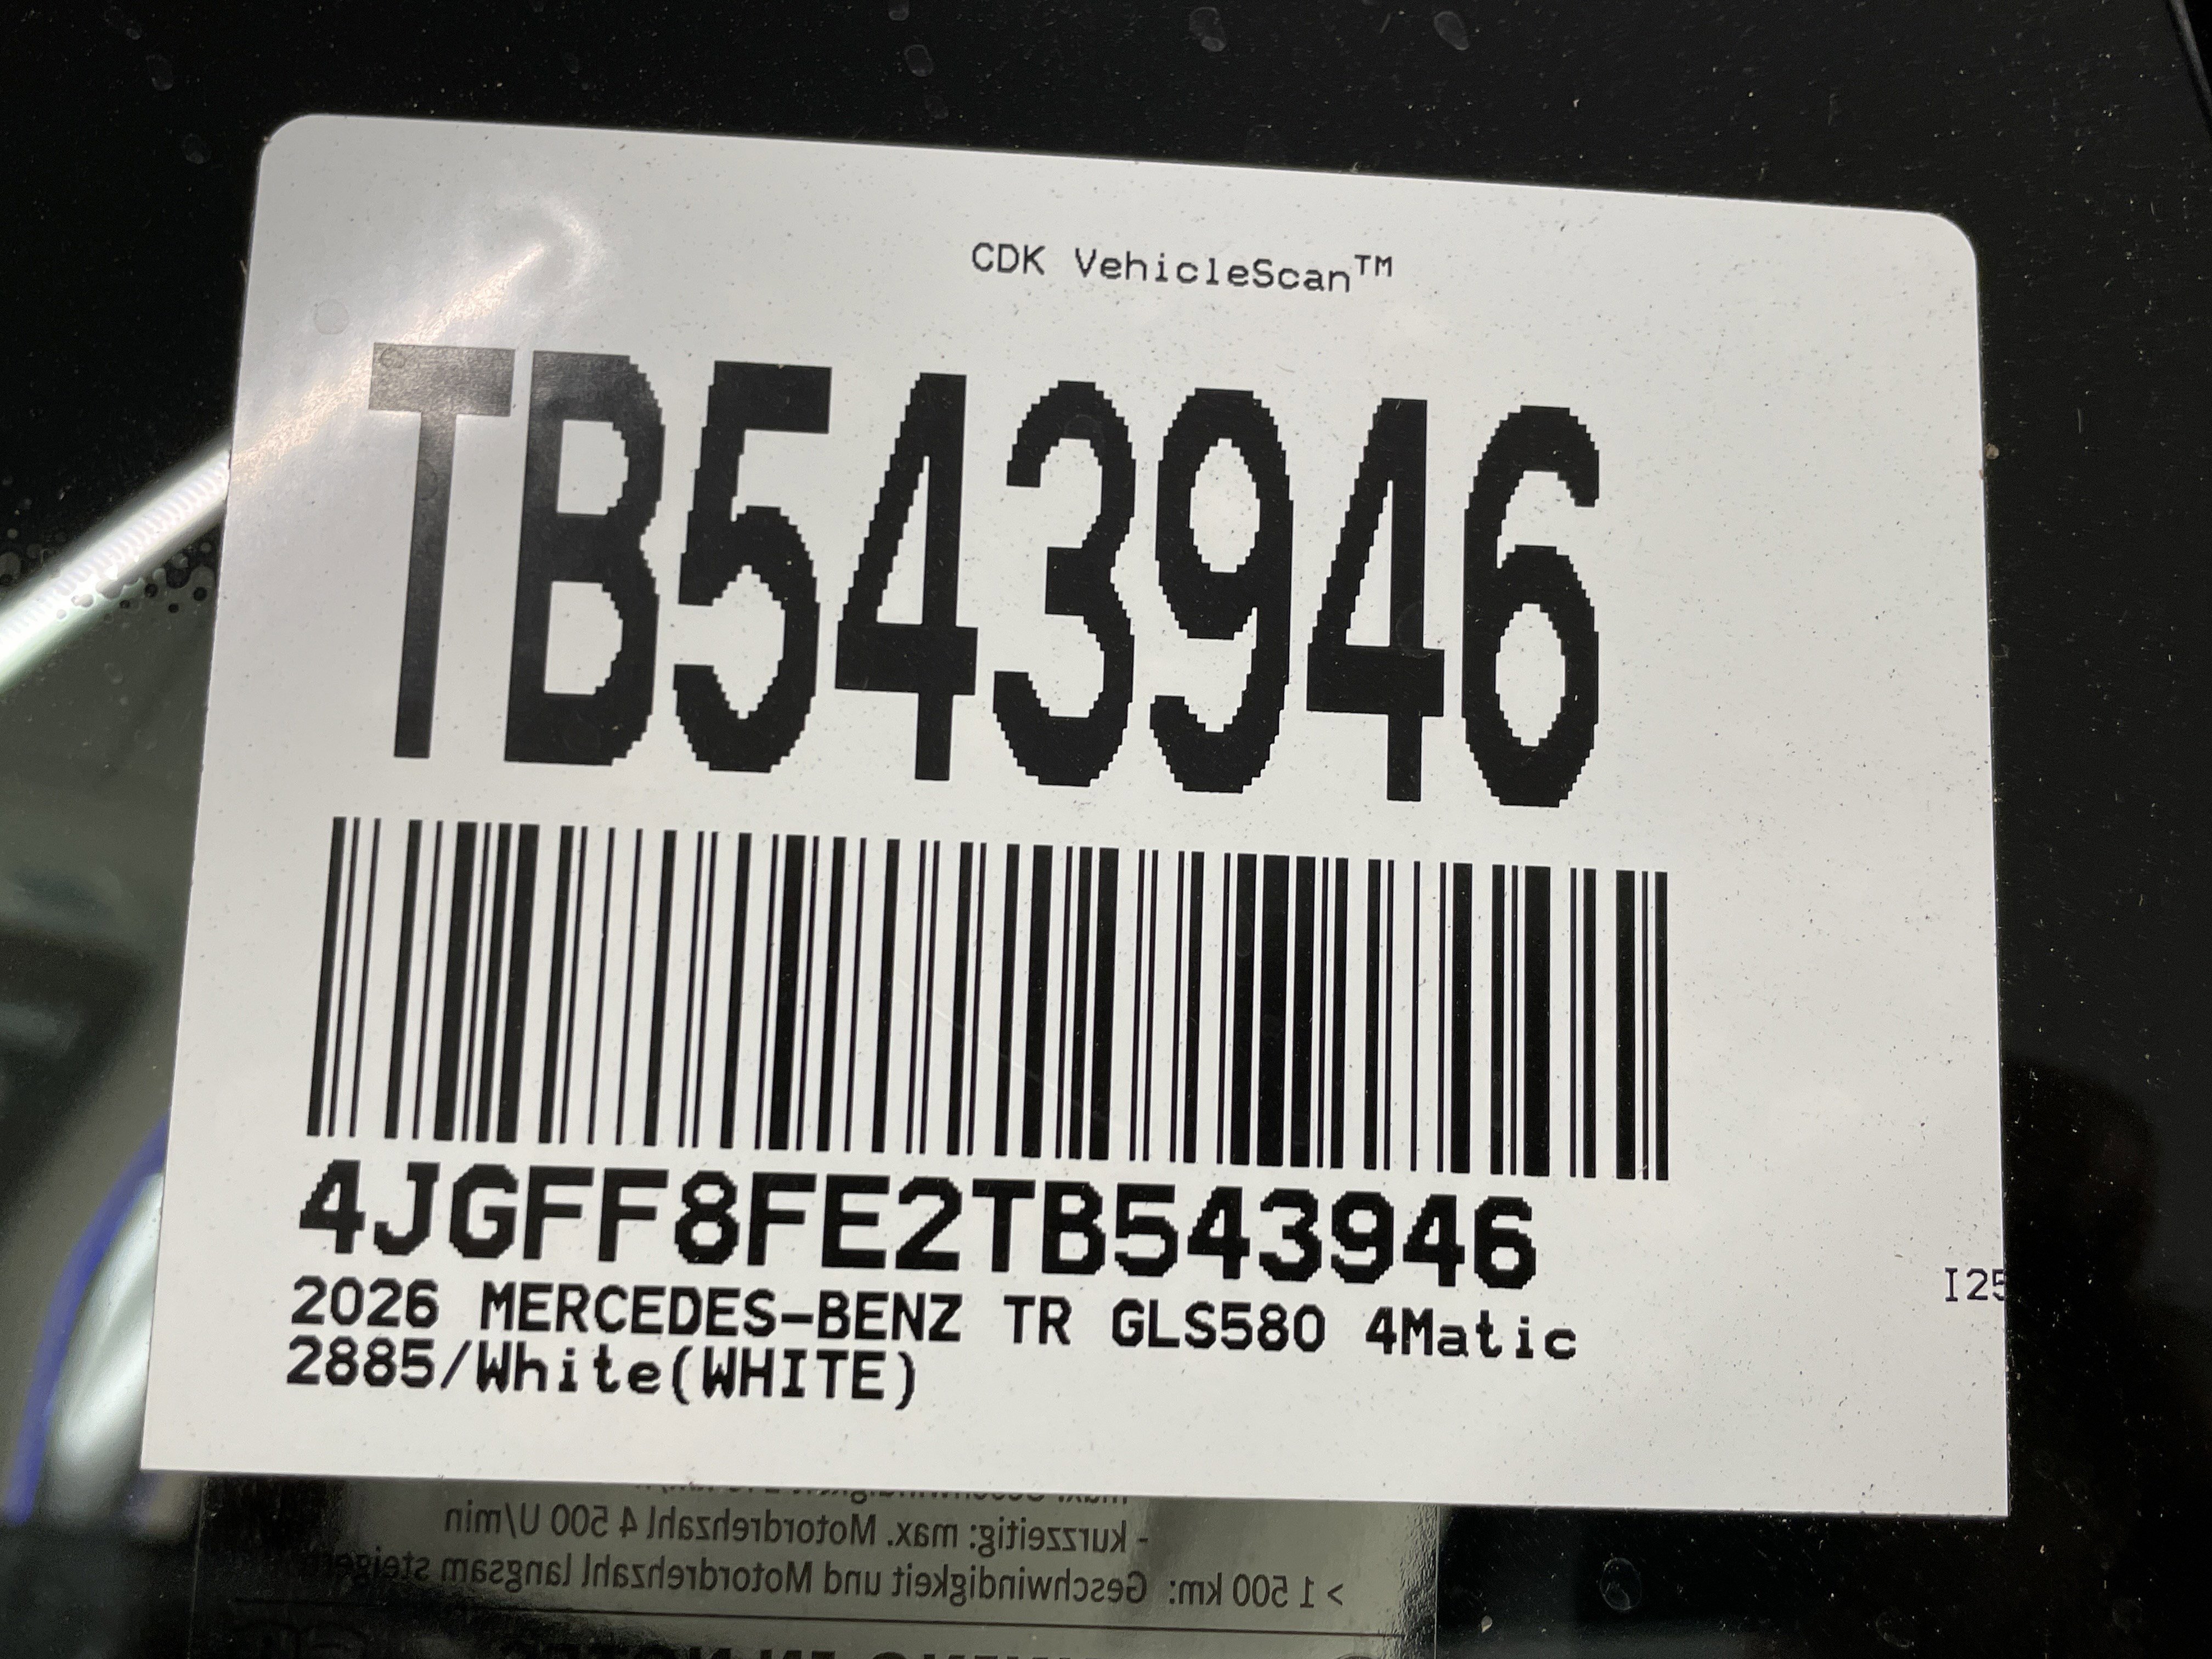 CDK VehicleScan™
TB543946
4JGFF8FE2TB543946
I25
2026 MERCEDES-BENZ TR GLS580 4Matic
2885/White(WHITE)
- kurzzeitig: max. Motordrehzahl 4 500 U/min
> 1 500 km: Geschwindigkeit und Motordrehzahl langsam steigern